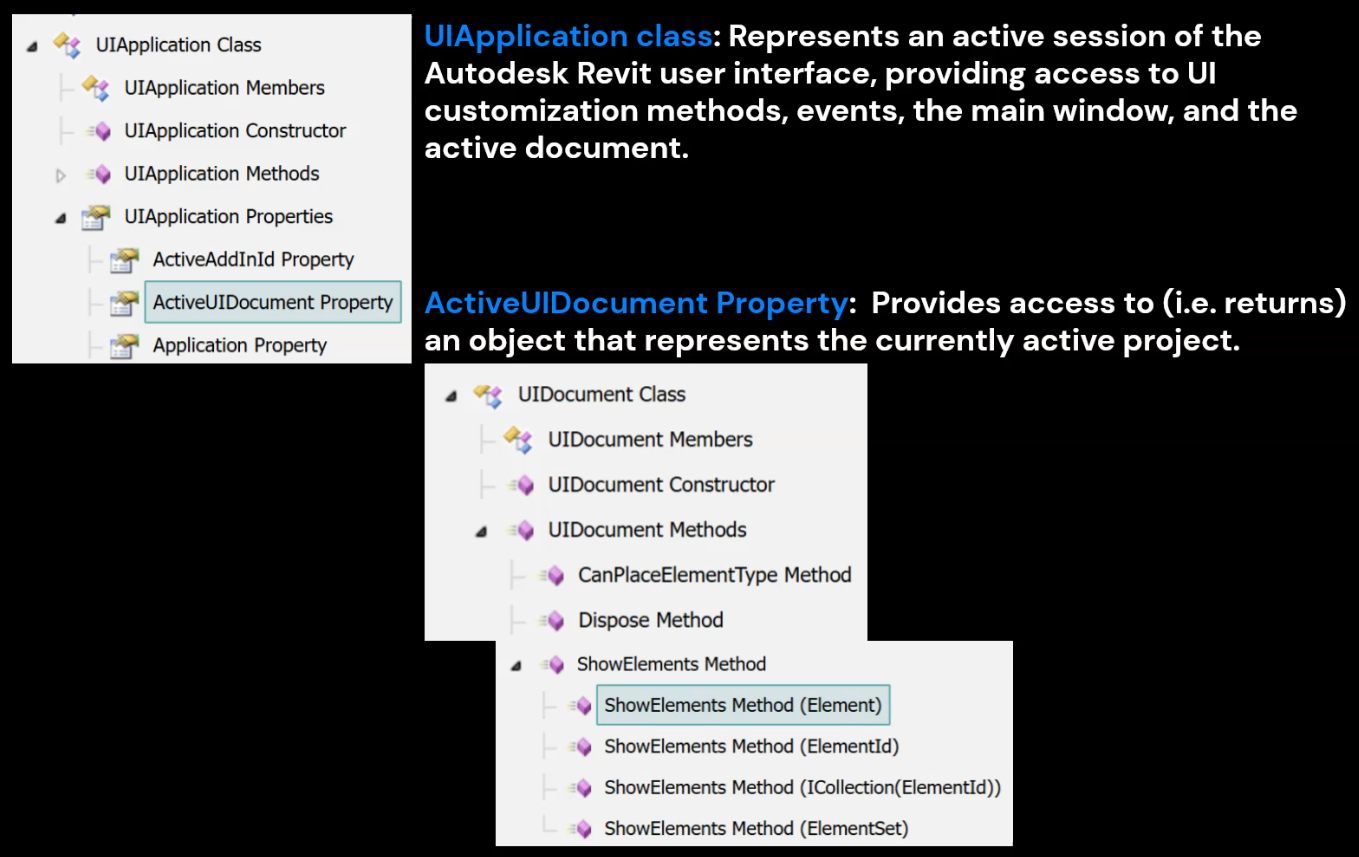 UIApplication Class
UIApplication Members
UIApplication Constructor
UIApplication Methods
UIApplication Properties
ActiveAddInId Property
ActiveUIDocument Property
Application Property
UIApplication class: Represents an active session of the
Autodesk Revit user interface, providing access to UI
customization methods, events, the main window, and the
active document.
ActiveUIDocument Property: Provides access to (i.e. returns)
an object that represents the currently active project.
UIDocument Class
UIDocument Members
UIDocument Constructor
UIDocument Methods
CanPlaceElementType Method
Dispose Method
ShowElements Method
ShowElements Method (Element)
ShowElements Method (ElementId)
ShowElements Method (ICollection(ElementId))
ShowElements Method (ElementSet)